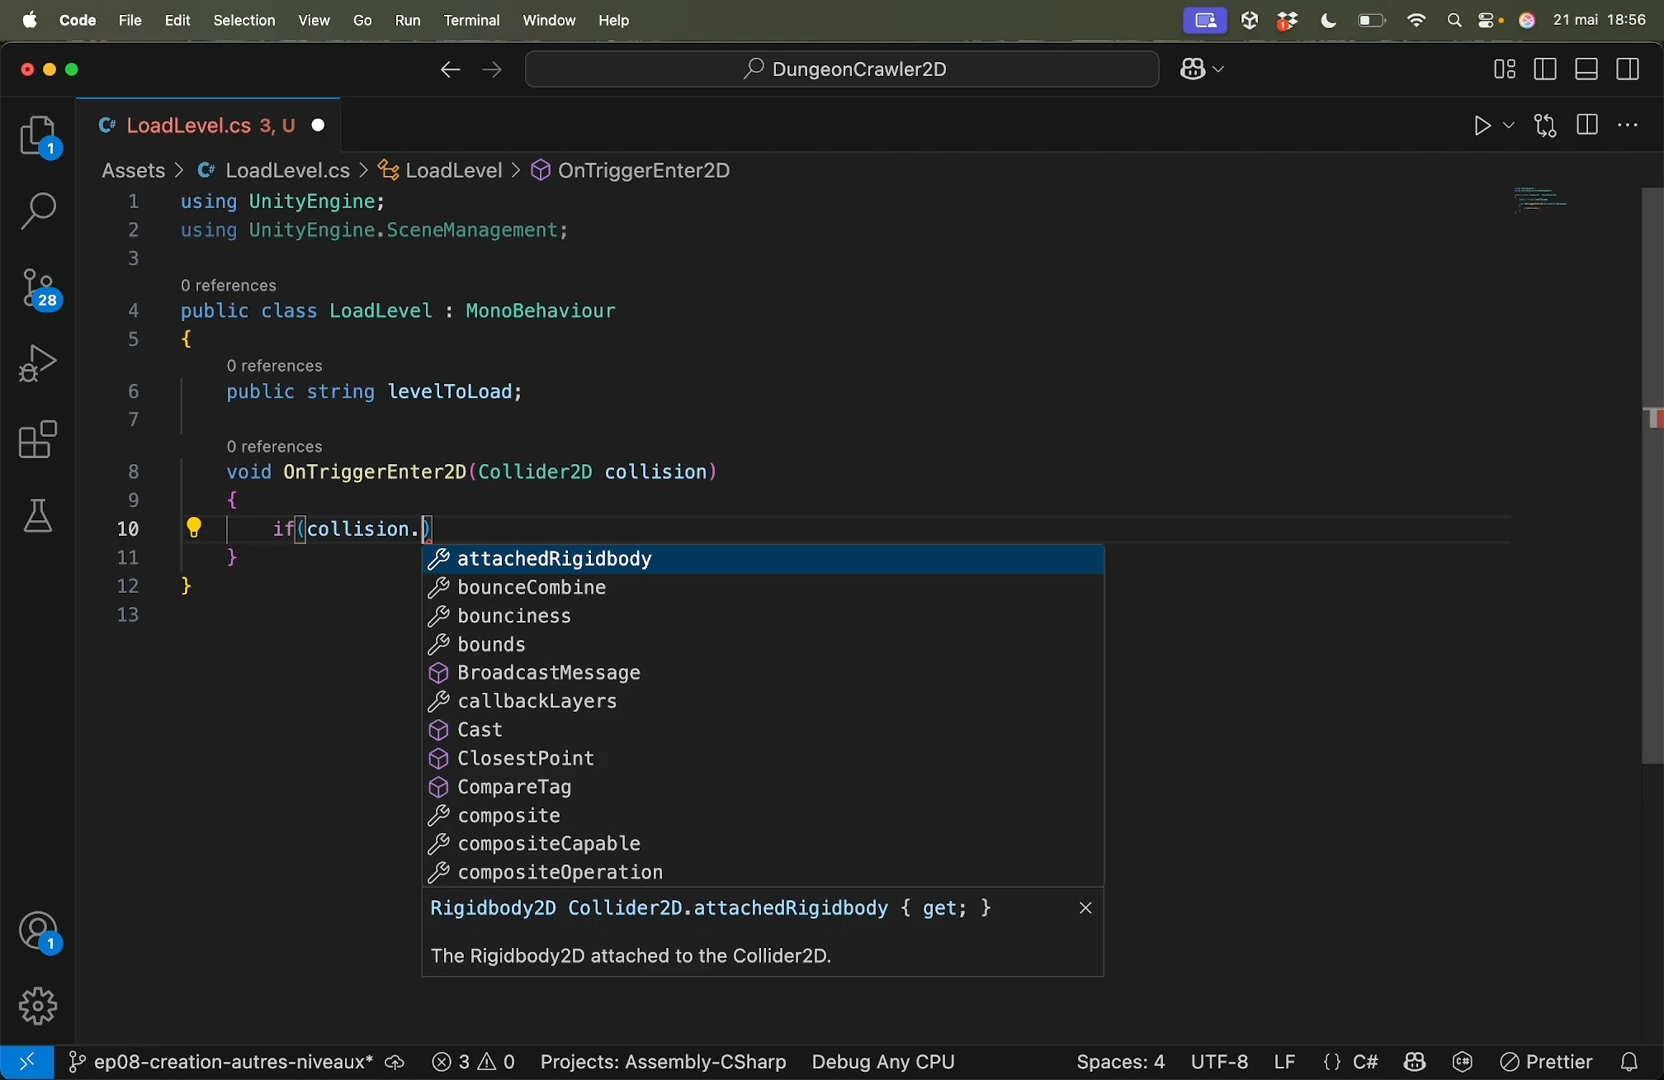 Code File Edit Selection View Go Run Terminal Window Help 1 21 mai 18:56
DungeonCrawler2D
LoadLevel.cs 3, U
Assets > LoadLevel.cs > LoadLevel > OnTriggerEnter2D
1 using UnityEngine;
2 using UnityEngine.SceneManagement;
3
0 references
4 public class LoadLevel : MonoBehaviour
5 {
0 references
6 public string levelToLoad;
7
0 references
8 void OnTriggerEnter2D(Collider2D collision)
9 {
10 if(collision.)
11 }
12 }
13
attachedRigidbody
bounceCombine
bounciness
bounds
BroadcastMessage
callbackLayers
Cast
ClosestPoint
CompareTag
composite
compositeCapable
compositeOperation
Rigidbody2D Collider2D.attachedRigidbody { get; }
The Rigidbody2D attached to the Collider2D.
1
28
1
ep08-creation-autres-niveaux* 3 0 Projects: Assembly-CSharp Debug Any CPU Spaces: 4 UTF-8 LF {} C# Prettier